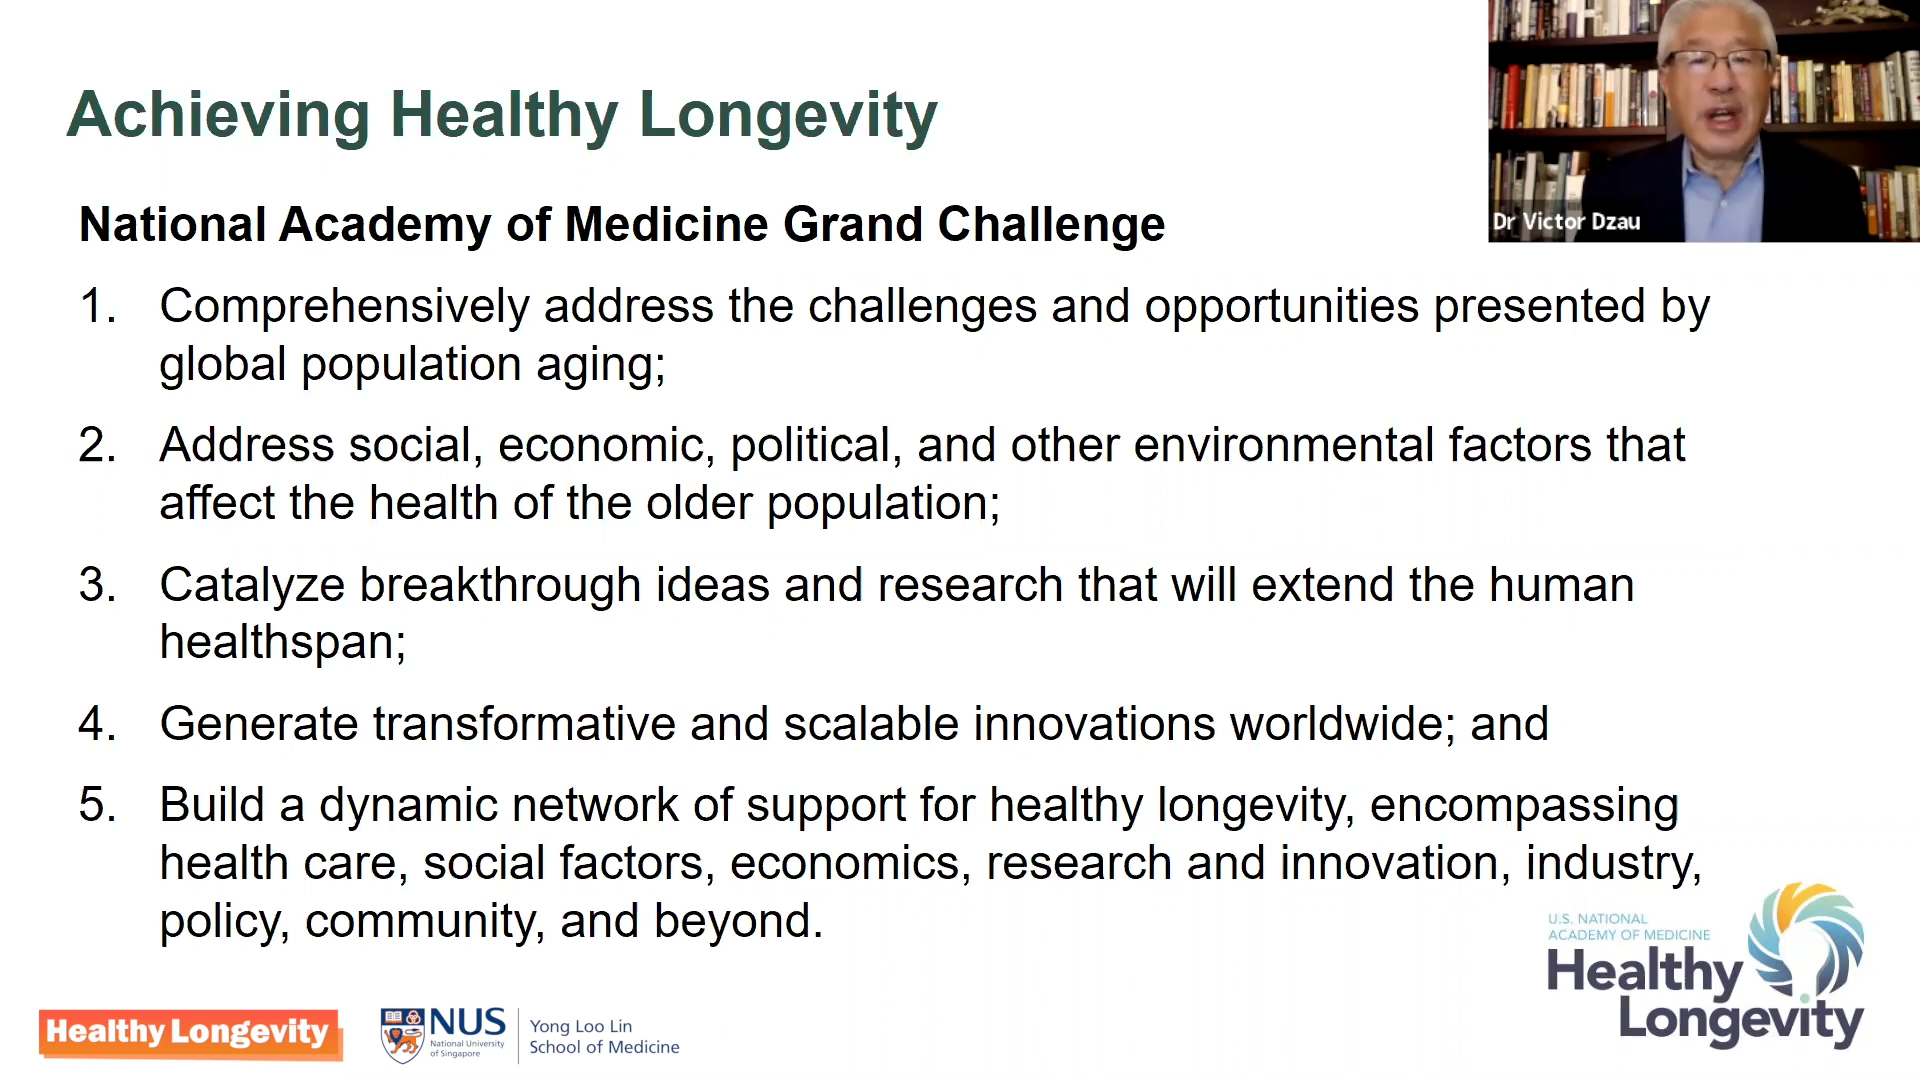 Achieving Healthy Longevity
Dr Victor Dzau
National Academy of Medicine Grand Challenge
1. Comprehensively address the challenges and opportunities presented by
global population aging;
2. Address social, economic, political, and other environmental factors that
affect the health of the older population;
3. Catalyze breakthrough ideas and research that will extend the human
healthspan;
4. Generate transformative and scalable innovations worldwide; and
5. Build a dynamic network of support for healthy longevity, encompassing
health care, social factors, economics, research and innovation, industry,
policy, community, and beyond.
U.S. NATIONAL
ACADEMY OF MEDICINE
Healthy
Longevity
Healthy Longevity
NUS
National University
of Singapore
Yong Loo Lin
School of Medicine